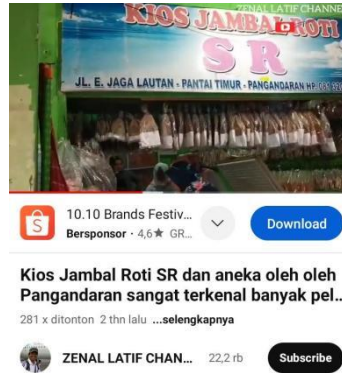 ZENAL LATIF CHANNE
KIOS JAMBAL ROTI
SR
JL. E. JAGA LAUTAN - PANTAI TIMUR - PANGANDARAN HP.
10.10 Brands Festiv...
Bersponsor · 4,6★ GR...
Download
Kios Jambal Roti SR dan aneka oleh oleh
Pangandaran sangat terkenal banyak pel..
281 x ditonton 2 thn lalu ...selengkapnya
ZENAL LATIF CHAN... 22,2 rb
Subscribe